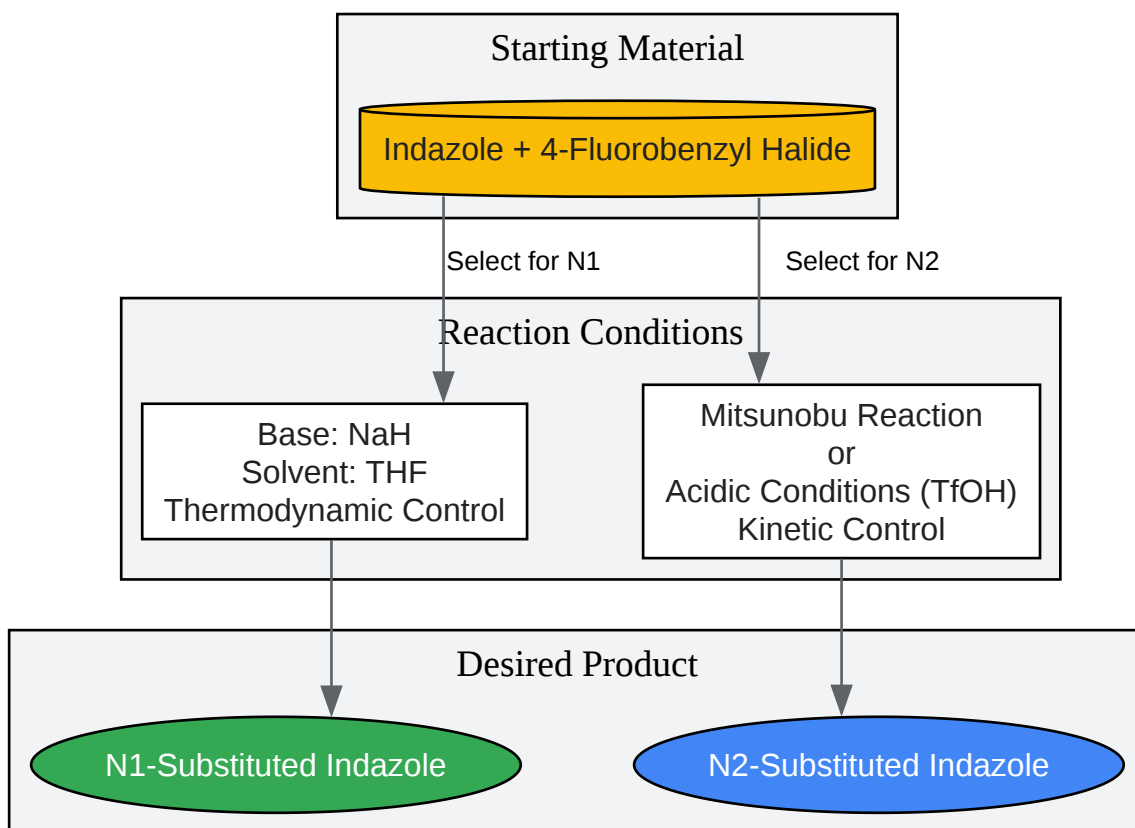 Starting Material
Indazole + 4-Fluorobenzyl Halide
Select for N1
Select for N2
Reaction Conditions
Base: NaH
Solvent: THF
Thermodynamic Control
Mitsunobu Reaction
or
Acidic Conditions (TfOH)
Kinetic Control
Desired Product
N1-Substituted Indazole
N2-Substituted Indazole